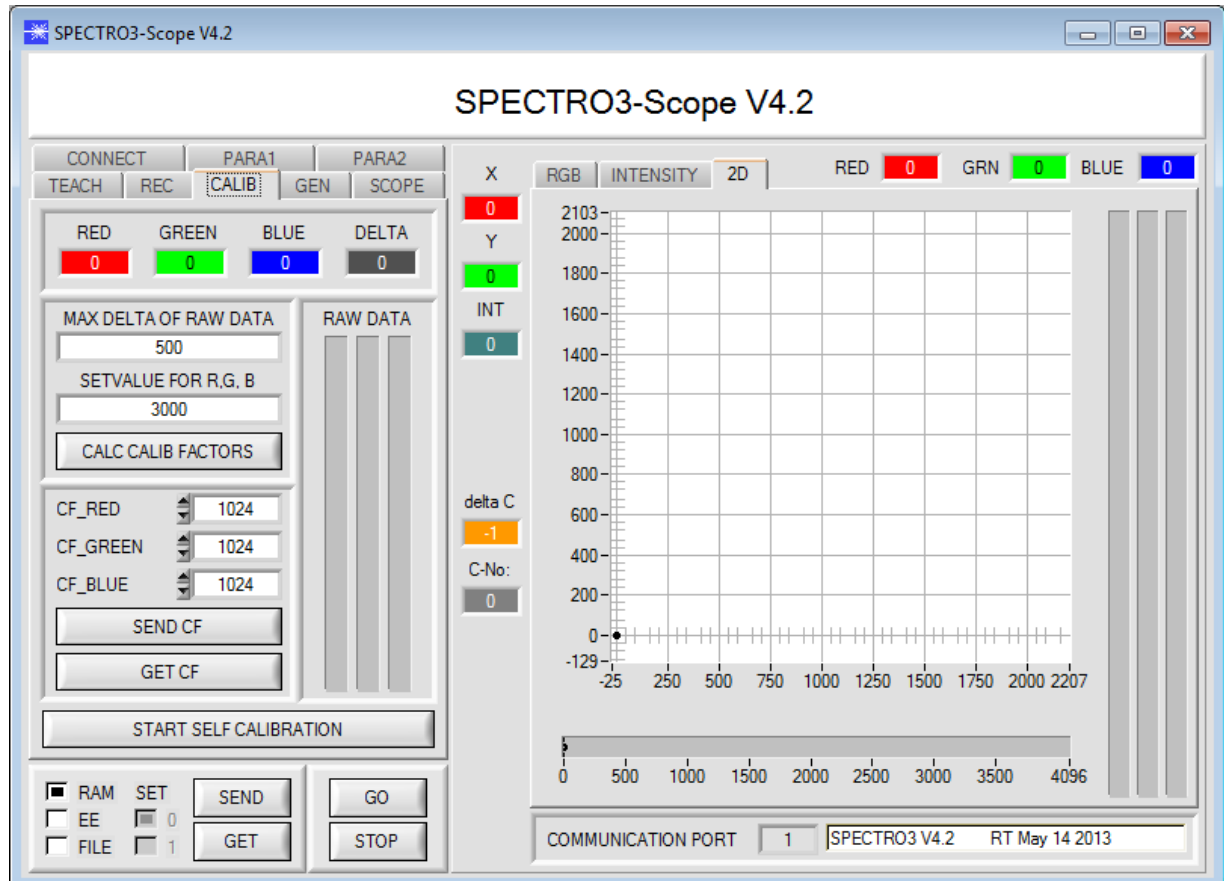 SPECTRO3-Scope V4.2
SPECTRO3-Scope V4.2
CONNECT PARA1 PARA2
TEACH REC CALIB GEN SCOPE
RED GREEN BLUE DELTA
0 0 0 0
MAX DELTA OF RAW DATA
500
SETVALUE FOR R,G, B
3000
CALC CALIB FACTORS
RAW DATA
CF_RED 1024
CF_GREEN 1024
CF_BLUE 1024
SEND CF
GET CF
START SELF CALIBRATION
RAM SET
EE 0
FILE 1
SEND
GET
GO
STOP
X
0
Y
0
INT
0
delta C
-1
C-No:
0
RGB INTENSITY 2D
RED 0 GRN 0 BLUE 0
2103
2000
1800
1600
1400
1200
1000
800
600
400
200
0
-129
-25 250 500 750 1000 1250 1500 1750 2000 2207
0 500 1000 1500 2000 2500 3000 3500 4096
COMMUNICATION PORT 1 SPECTRO3 V4.2 RT May 14 2013